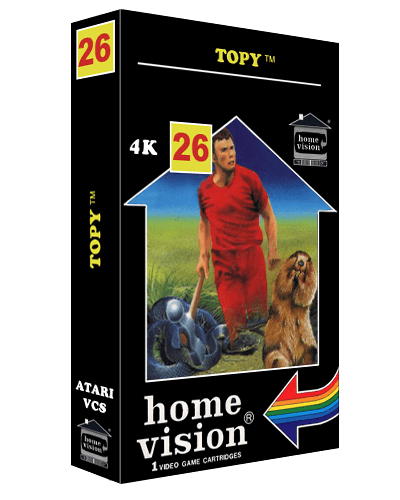 26
TOPY™
ATARI
VCS
home
vision
TOPY™
4K
26
home
vision
home
vision®
1 VIDEO GAME CARTRIDGES